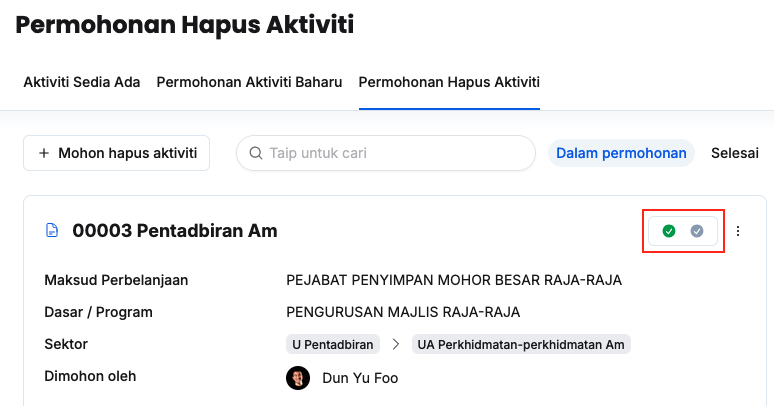 Permohonan Hapus Aktiviti
Aktiviti Sedia Ada Permohonan Aktiviti Baharu Permohonan Hapus Aktiviti
+ Mohon hapus aktiviti Taip untuk cari Dalam permohonan Selesai
00003 Pentadbiran Am
Maksud Perbelanjaan PEJABAT PENYIMPAN MOHOR BESAR RAJA-RAJA
Dasar / Program PENGURUSAN MAJLIS RAJA-RAJA
Sektor U Pentadbiran > UA Perkhidmatan-perkhidmatan Am
Dimohon oleh Dun Yu Foo